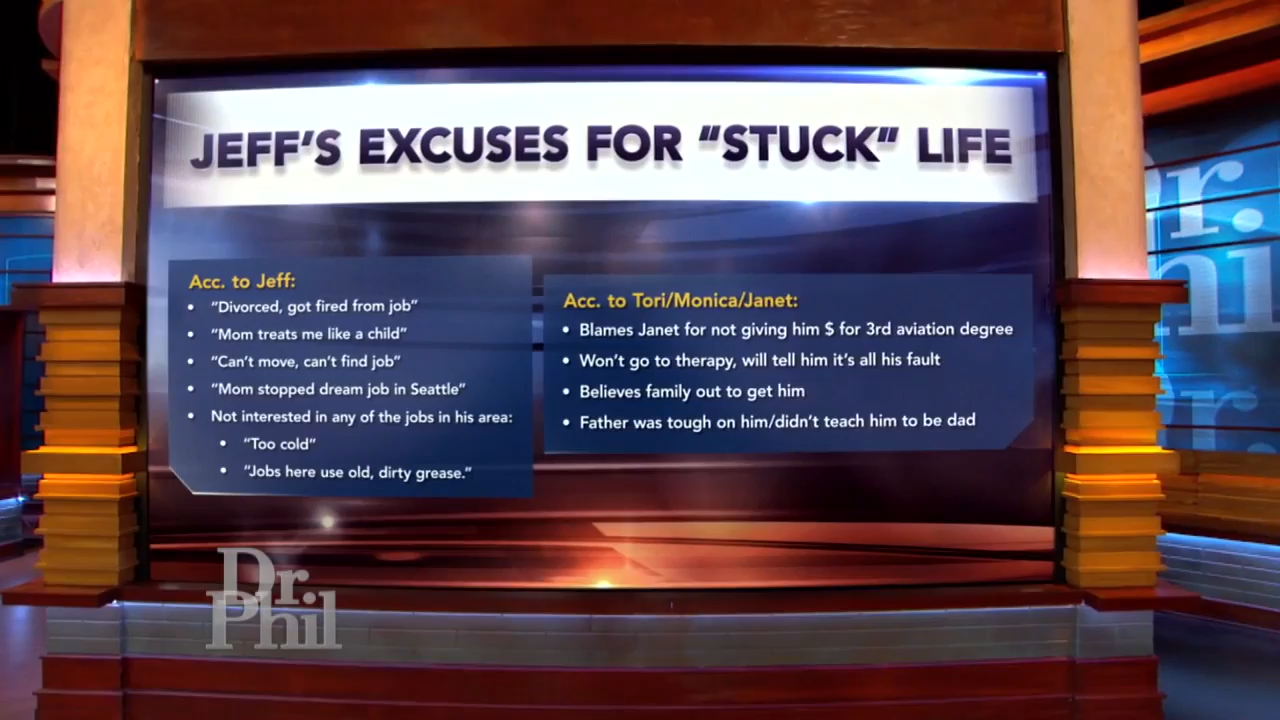 JEFF'S EXCUSES FOR "STUCK" LIFE
Acc. to Jeff:
• "Divorced, got fired from job"
• "Mom treats me like a child"
• "Can't move, can't find job"
• "Mom stopped dream job in Seattle"
• Not interested in any of the jobs in his area:
• "Too cold"
• "Jobs here use old, dirty grease."
Acc. to Tori/Monica/Janet:
• Blames Janet for not giving him $ for 3rd aviation degree
• Won't go to therapy, will tell him it's all his fault
• Believes family out to get him
• Father was tough on him/didn't teach him to be dad
Dr.
Phil
Dr.
Phil
Dr.